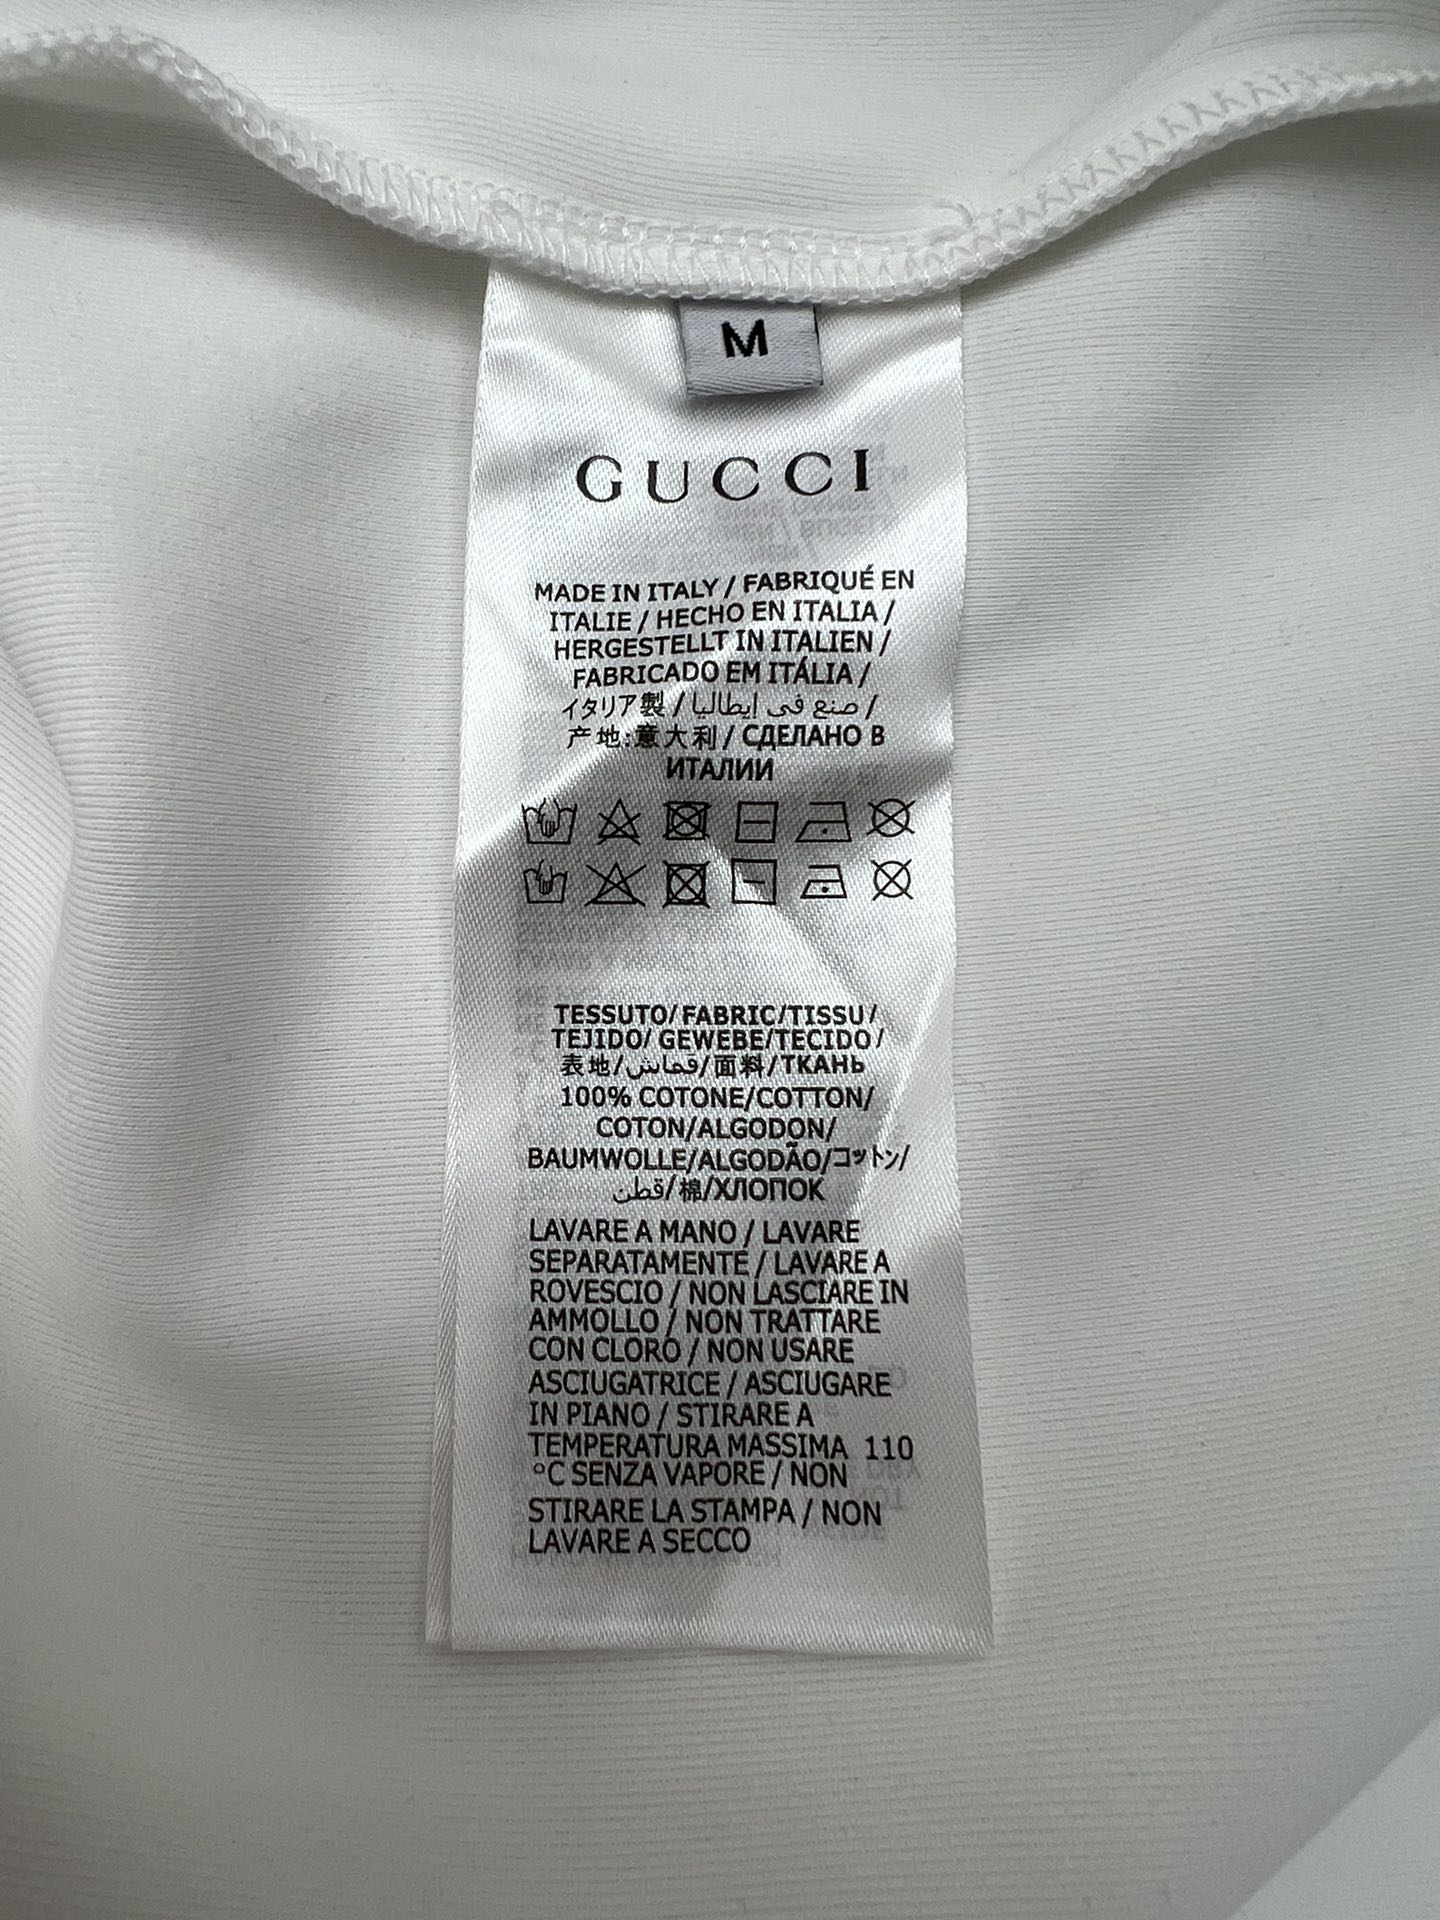 M
GUCCI
MADE IN ITALY / FABRIQUÉ EN
ITALIE / HECHO EN ITALIA /
HERGESTELLT IN ITALIEN /
FABRICADO EM ITÁLIA /
イタリア製 / صنع في إيطاليا /
产地:意大利 / СДЕЛАНО В
ИТАЛИИ
TESSUTO/FABRIC/TISSU/
TEJIDO/ GEWEBE/TECIDO/
表地/قماش/面料/ТКАНЬ
100% COTONE/COTTON/
COTON/ALGODON/
BAUMWOLLE/ALGODÃO/コットン/
قطن/棉/ХЛОПОК
LAVARE A MANO / LAVARE
SEPARATAMENTE / LAVARE A
ROVESCIO / NON LASCIARE IN
AMMOLLO / NON TRATTARE
CON CLORO / NON USARE
ASCIUGATRICE / ASCIUGARE
IN PIANO / STIRARE A
TEMPERATURA MASSIMA 110
°C SENZA VAPORE / NON
STIRARE LA STAMPA / NON
LAVARE A SECCO